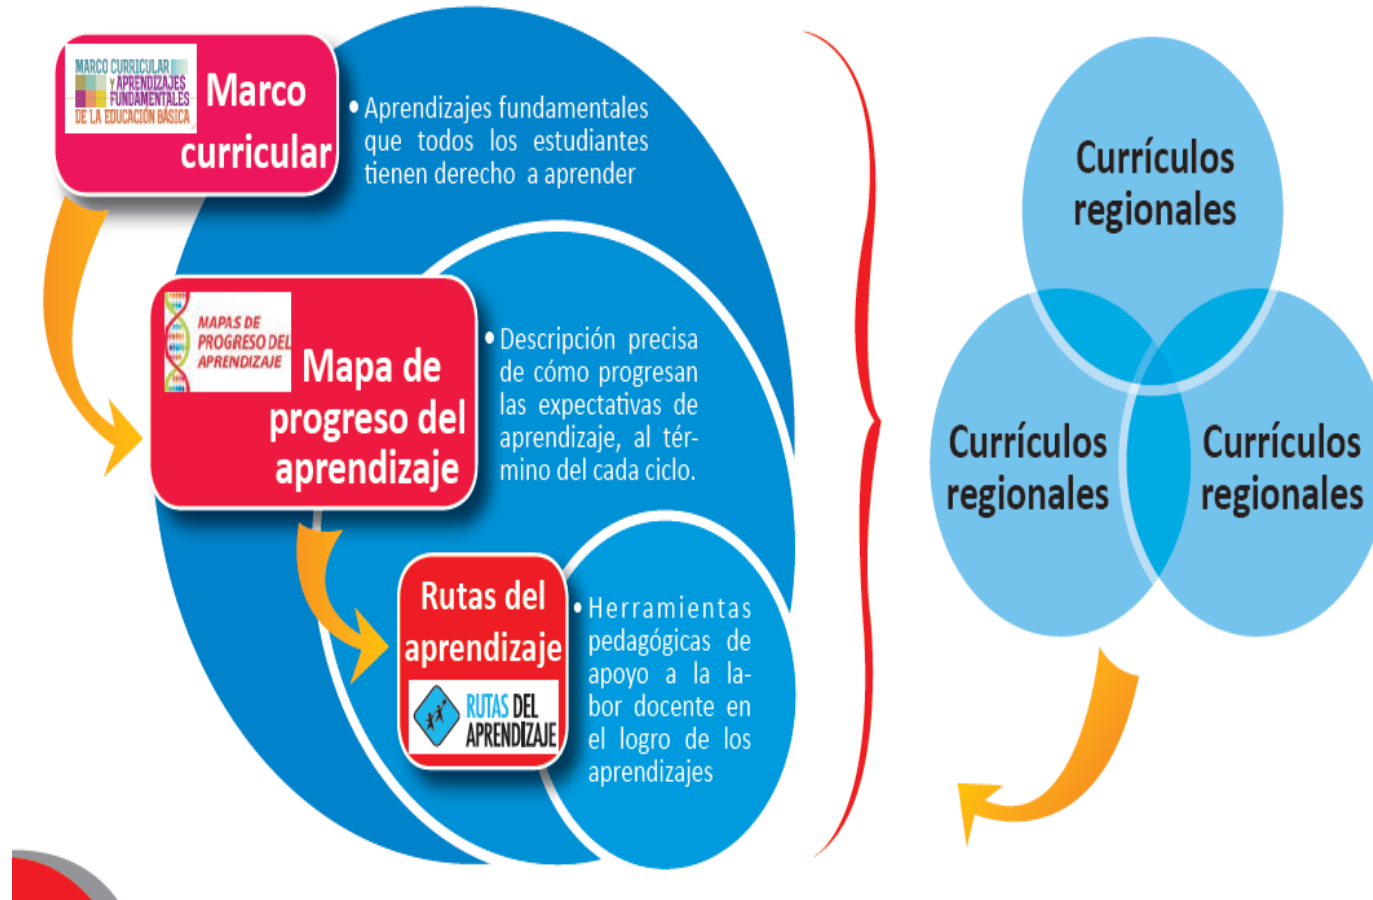 MARCO CURRICULAR
Y APRENDIZAJES
FUNDAMENTALES
DE LA EDUCACIÓN BÁSICA
Marco
curricular
• Aprendizajes fundamentales
que todos los estudiantes
tienen derecho a aprender
MAPAS DE
PROGRESO DEL
APRENDIZAJE
Mapa de
progreso del
aprendizaje
• Descripción precisa
de cómo progresan
las expectativas de
aprendizaje, al tér-
mino del cada ciclo.
Rutas del
aprendizaje
RUTAS DEL
APRENDIZAJE
• Herramientas
pedagógicas de
apoyo a la la-
bor docente en
el logro de los
aprendizajes
Currículos
regionales
Currículos
regionales
Currículos
regionales